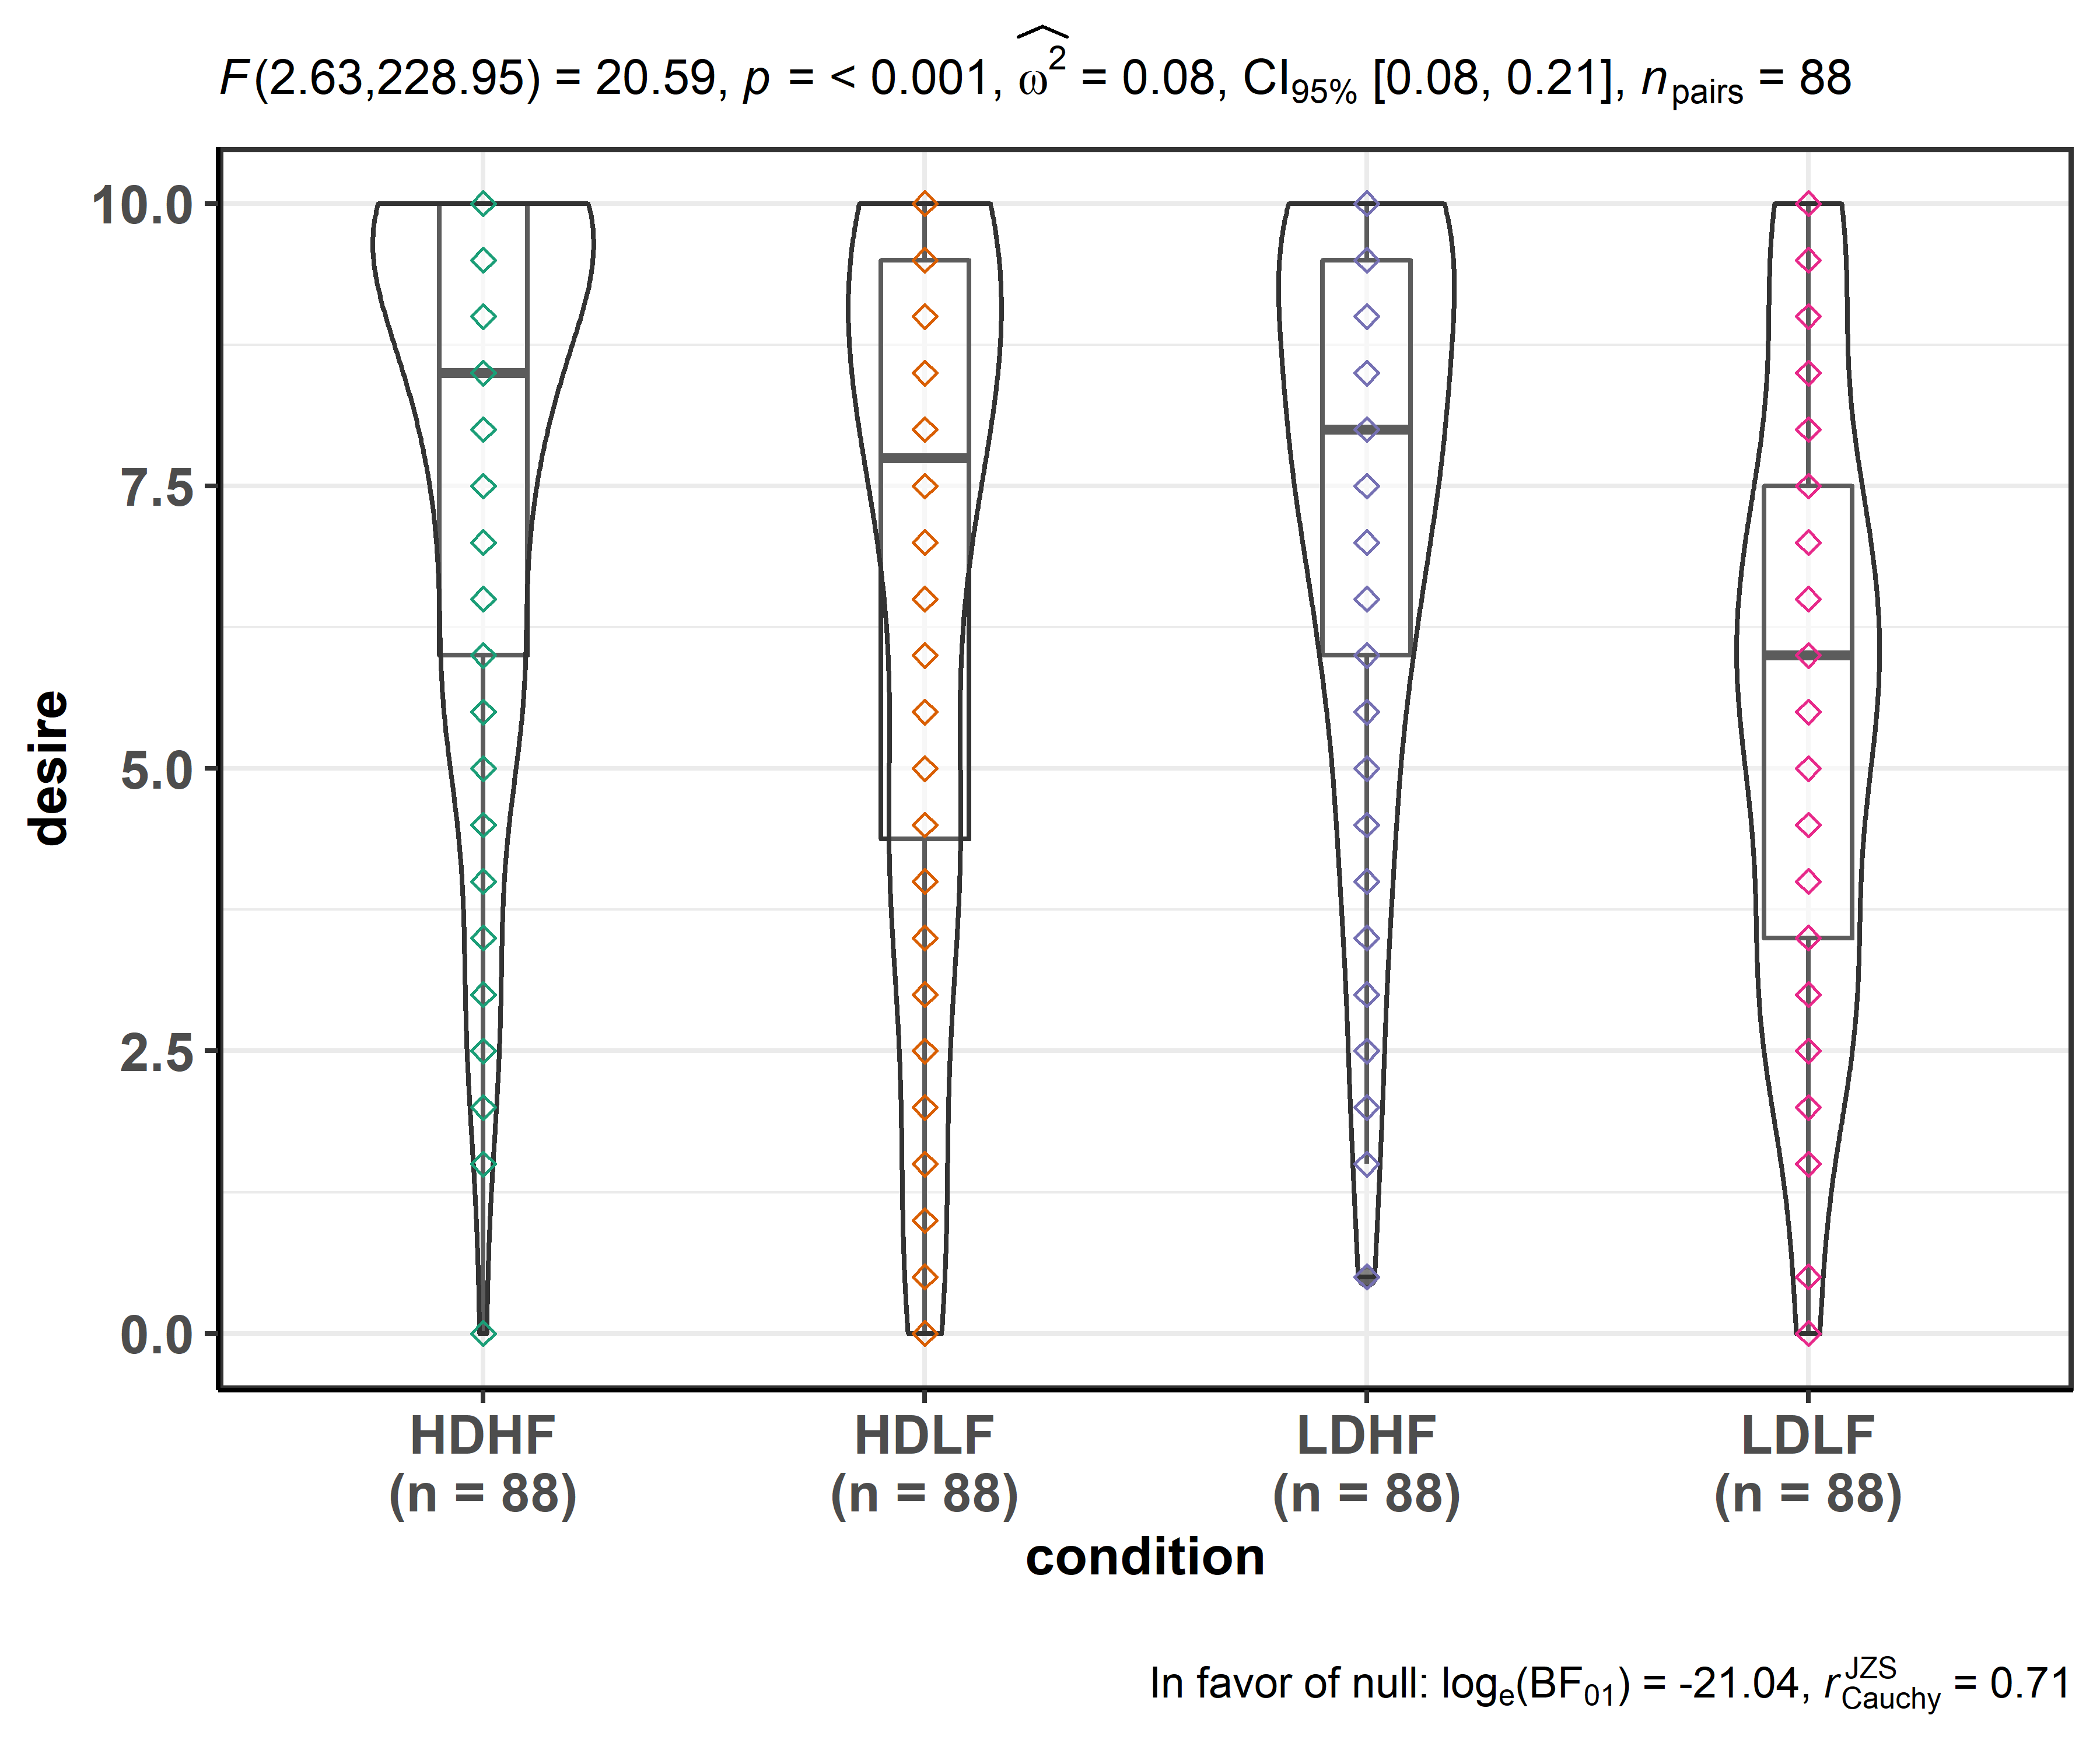 F(2.63,228.95) = 20.59, p = < 0.001, ω̂² = 0.08, CI95% [0.08, 0.21], npairs = 88
10.0
7.5
5.0
2.5
0.0
desire
HDHF HDLF LDHF LDLF
(n = 88) (n = 88) (n = 88) (n = 88)
condition
In favor of null: loge(BF01) = -21.04, rJZSCauchy = 0.71